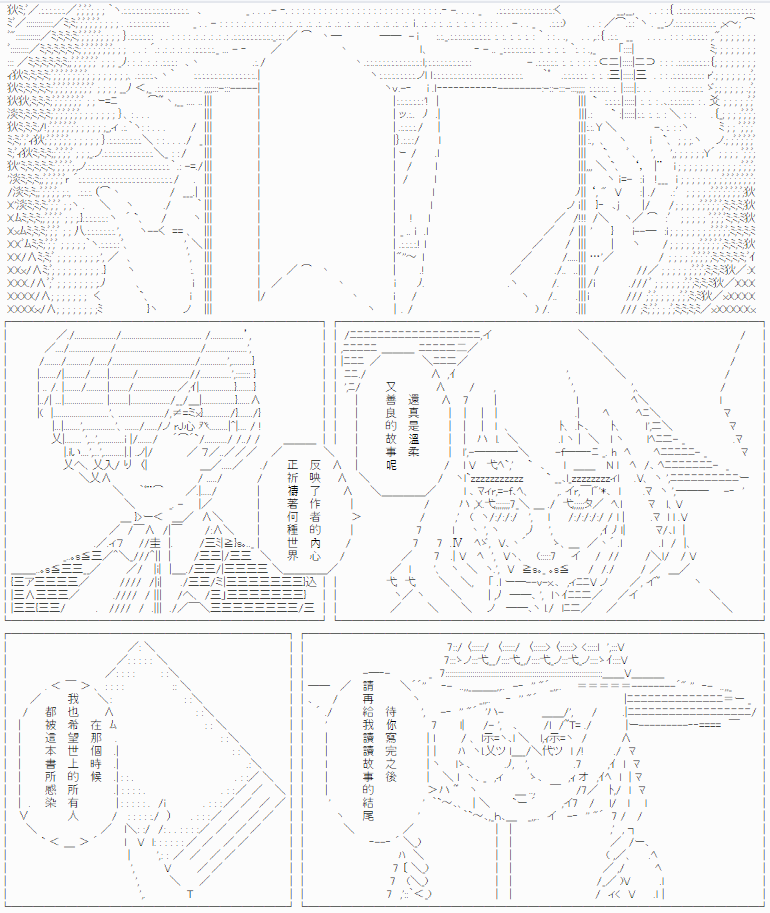 還真是溫柔
又善良的故事呢
反映了作者的內心
正祈禱著何種世界
待你寫完之後
請再給我讀讀故事的結尾
在那個時候
我也希望世上的所有人
都被這本書所感染